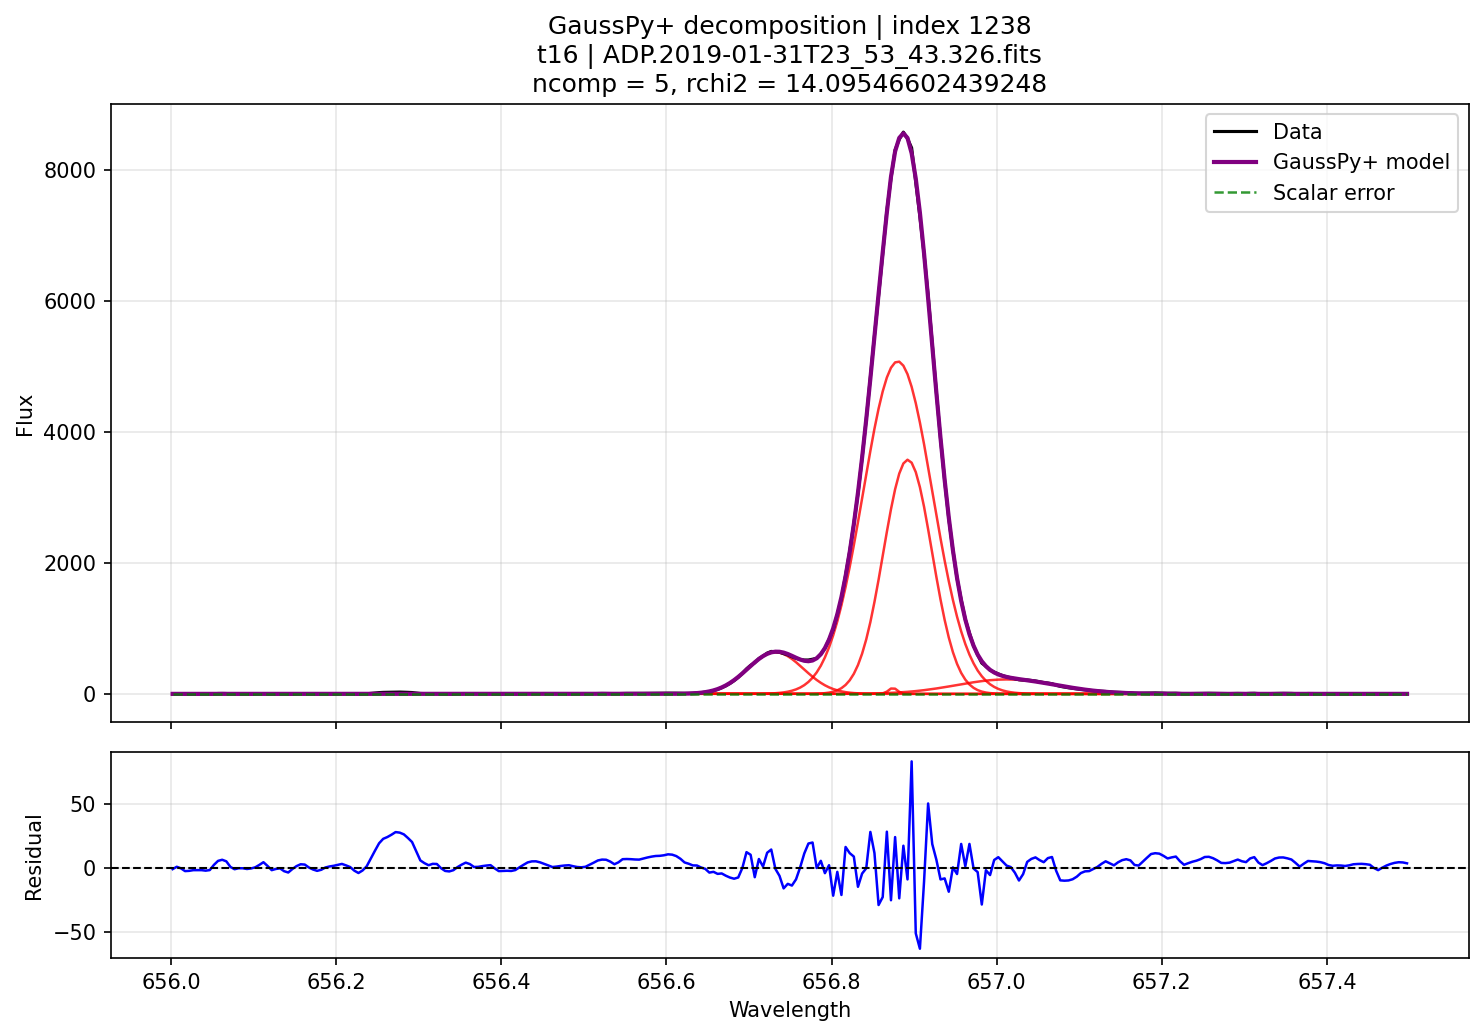 GaussPy+ decomposition | index 1238
t16 | ADP.2019-01-31T23_53_43.326.fits
ncomp = 5, rchi2 = 14.09546602439248
Data
GaussPy+ model
Scalar error
Flux
8000
6000
4000
2000
0
Residual
50
0
−50
656.0
656.2
656.4
656.6
656.8
657.0
657.2
657.4
Wavelength